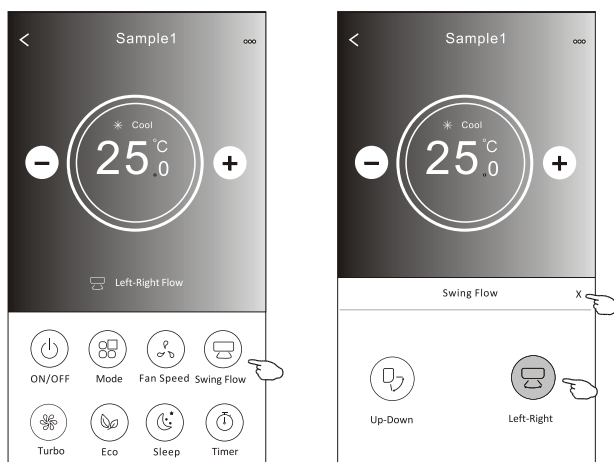 Sample1
Cool
25.0 °C
Left-Right Flow
ON/OFF Mode Fan Speed Swing Flow
Turbo Eco Sleep Timer
Sample1
Cool
25.0 °C
Swing Flow X
Up-Down Left-Right